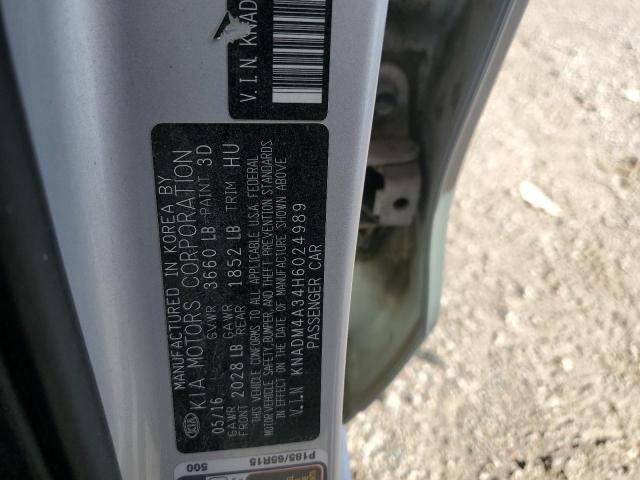 V.I.N. KNAD
MANUFACTURED IN KOREA BY
KIA MOTORS CORPORATION
05/16 GVWR 3660 LB PAINT 3D
GAWR FRONT 2028 LB GAWR REAR 1852 LB TRIM HU
THIS VEHICLE CONFORMS TO ALL APPLICABLE U.S.A. FEDERAL
MOTOR VEHICLE SAFETY, BUMPER, AND THEFT PREVENTION STANDARDS
IN EFFECT ON THE DATE OF MANUFACTURE SHOWN ABOVE
V.I.N KNADM4A34H6024989
PASSENGER CAR
KIA
P185/65R15
500